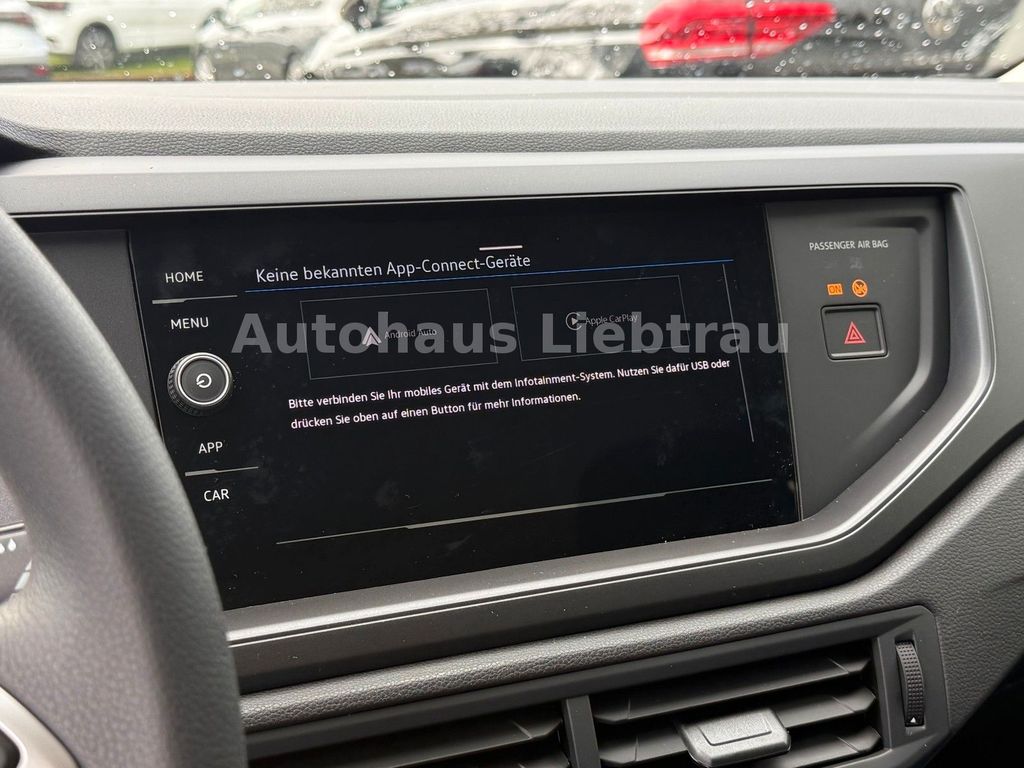 PASSENGER AIR BAG
ON
HOME
Keine bekannten App-Connect-Geräte
MENU
Android Auto
Apple CarPlay
Autohaus Liebtrau
Bitte verbinden Sie Ihr mobiles Gerät mit dem Infotainment-System. Nutzen Sie dafür USB oder
drücken Sie oben auf einen Button für mehr Informationen.
APP
CAR